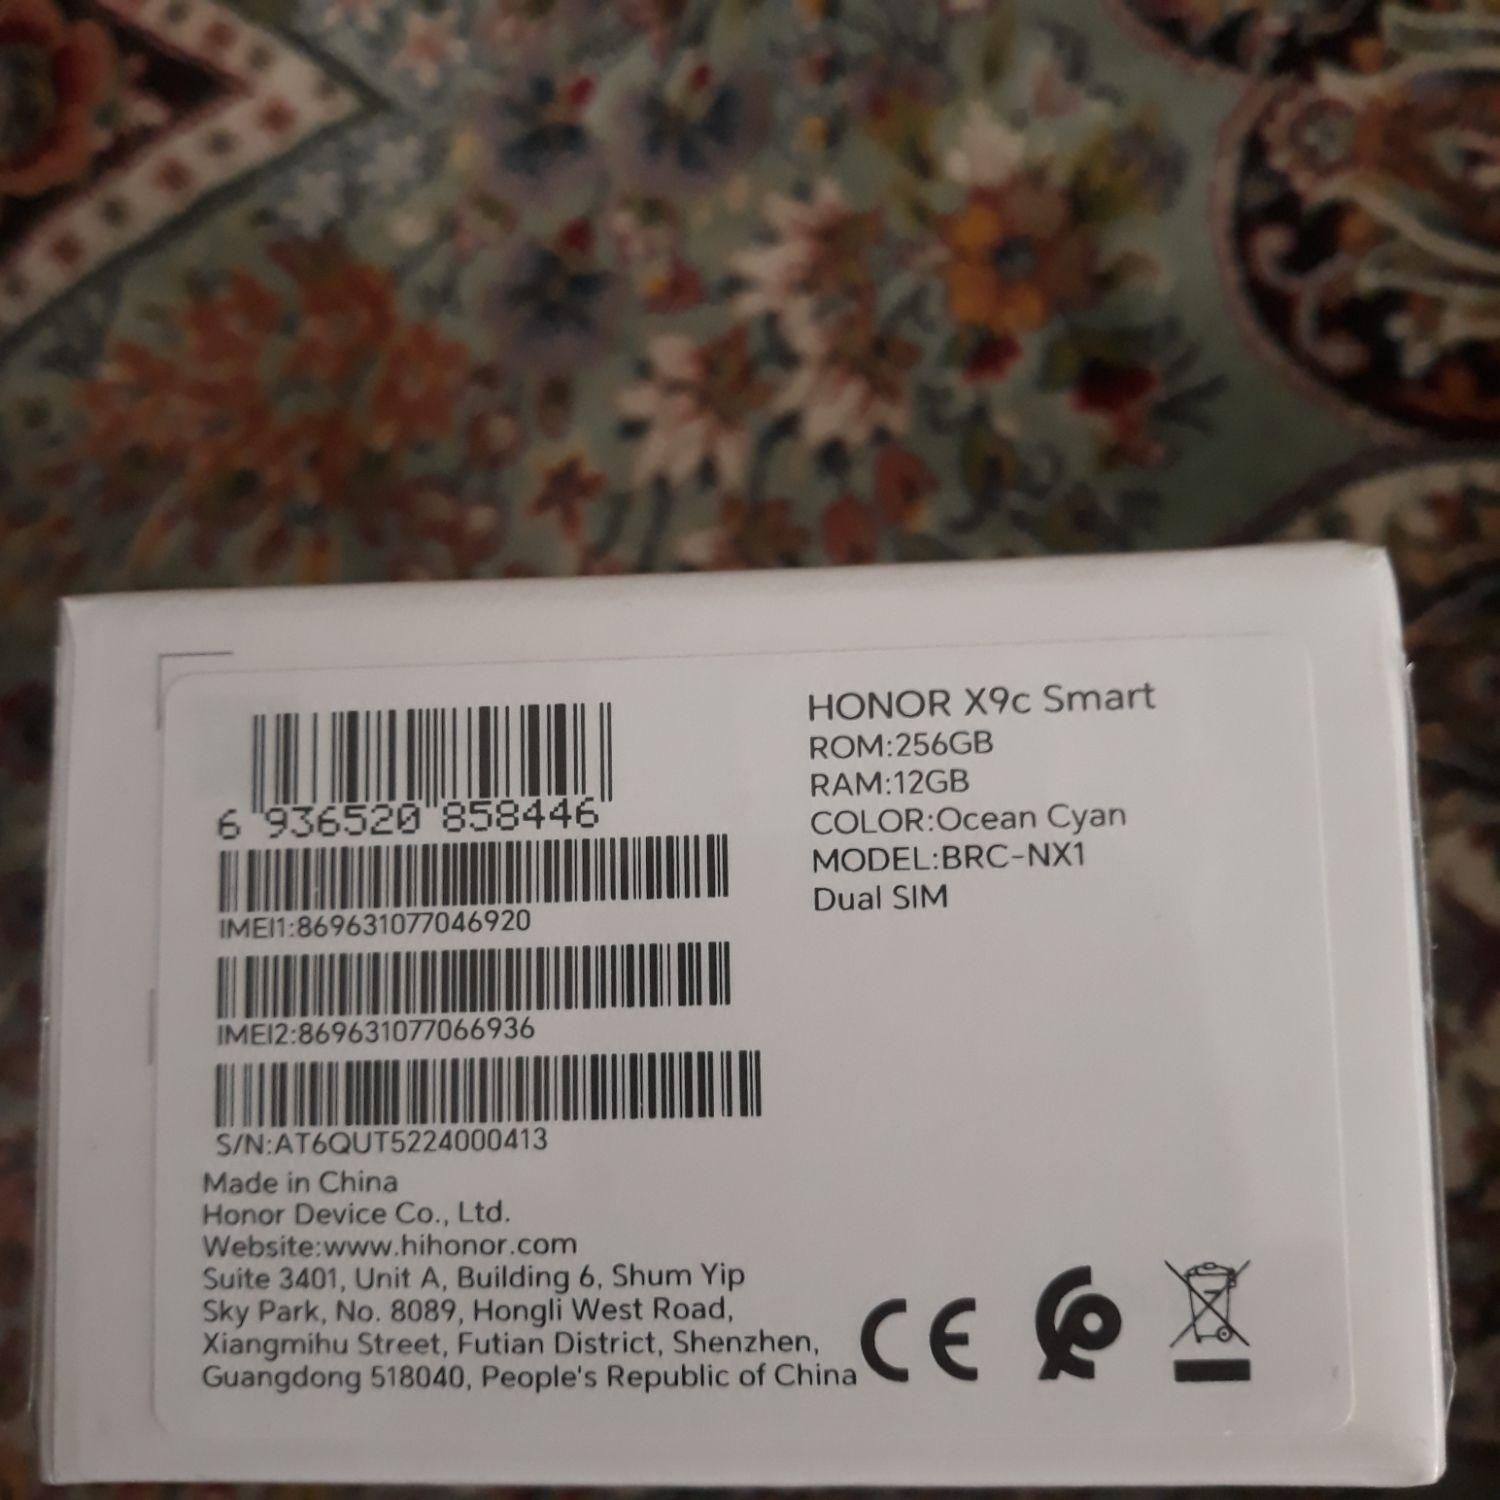 6 936520 858446
IMEI1:869631077046920
IMEI2:869631077066936
S/N:AT6QUT5224000413
Made in China
Honor Device Co., Ltd.
Website:www.hihonor.com
Suite 3401, Unit A, Building 6, Shum Yip
Sky Park, No. 8089, Hongli West Road,
Xiangmihu Street, Futian District, Shenzhen,
Guangdong 518040, People's Republic of China
HONOR X9c Smart
ROM:256GB
RAM:12GB
COLOR:Ocean Cyan
MODEL:BRC-NX1
Dual SIM
CE